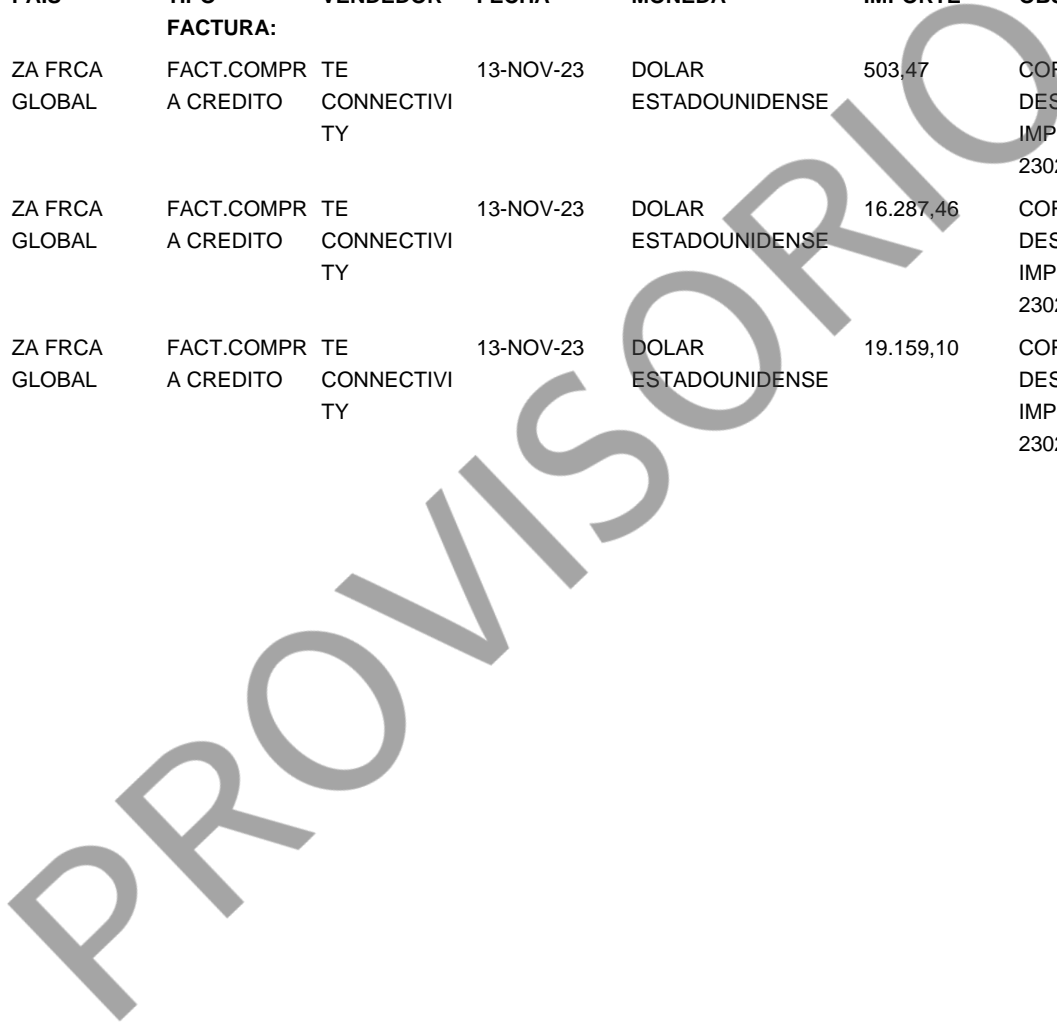 FACTURA:
ZA FRCA FACT.COMPR TE 13-NOV-23 DOLAR 503,47
GLOBAL A CREDITO CONNECTIVI ESTADOUNIDENSE
TY
ZA FRCA FACT.COMPR TE 13-NOV-23 DOLAR 16.287,46
GLOBAL A CREDITO CONNECTIVI ESTADOUNIDENSE
TY
ZA FRCA FACT.COMPR TE 13-NOV-23 DOLAR 19.159,10
GLOBAL A CREDITO CONNECTIVI ESTADOUNIDENSE
TY
PROVISORIO